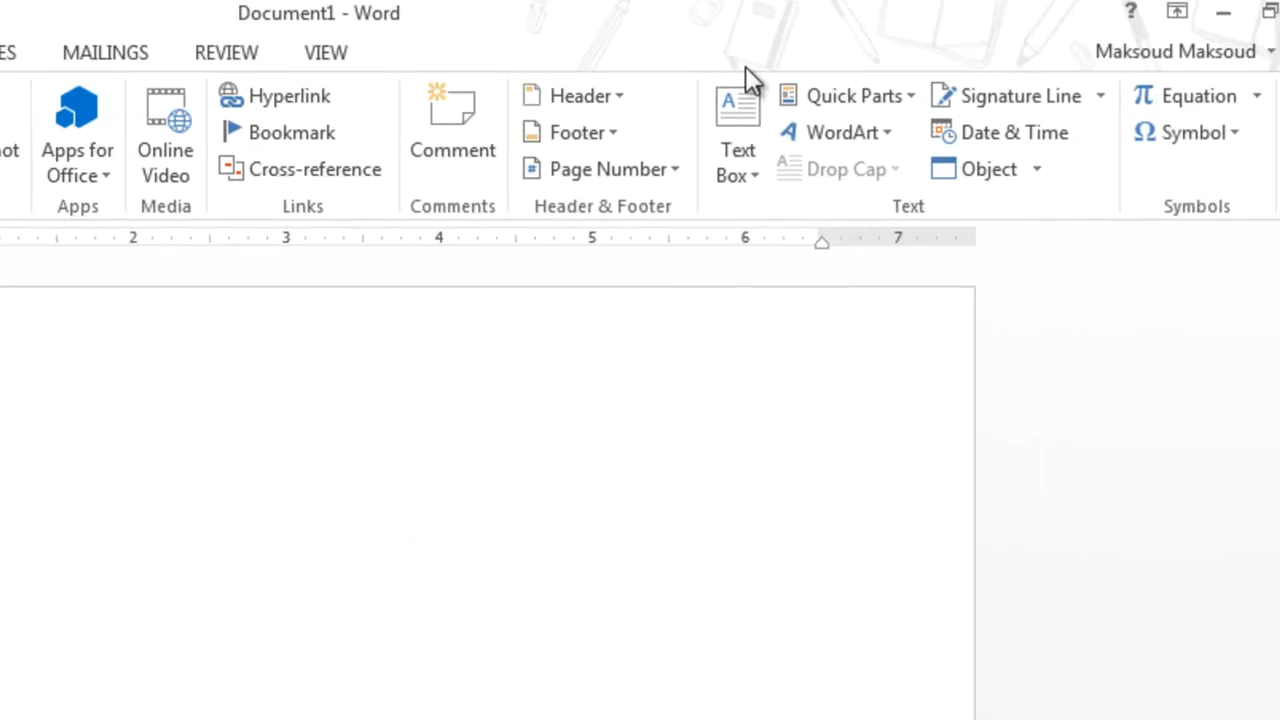 Document1 - Word
?
ES MAILINGS REVIEW VIEW Maksoud Maksoud
Hyperlink Header Quick Parts Signature Line Equation
Bookmark Footer WordArt Date & Time Symbol
Apps for Office Online Video Cross-reference Comment Page Number Text Box Drop Cap Object
Apps Media Links Comments Header & Footer Text Symbols
2 3 4 5 6 7